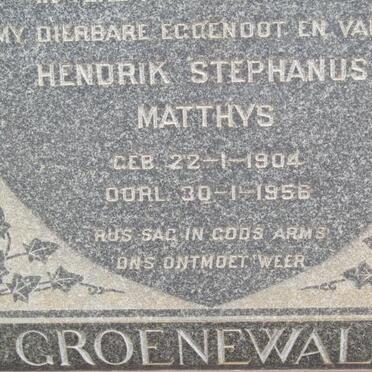 MY DIERBARE EGGENOOT EN VA
HENDRIK STEPHANUS
MATTHYS
GEB. 22-1-1904
OORL. 30-1-1956
RUS SAG IN GODS ARMS
ONS ONTMOET WEER
GROENEWAL